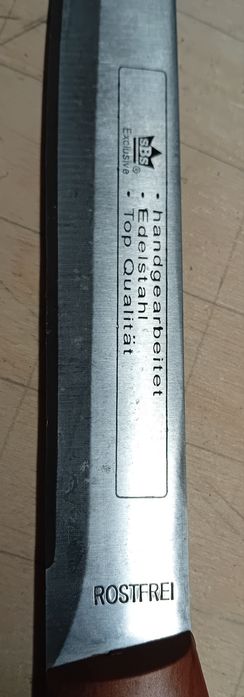 SBS
Exclusive®
• handgearbeitet
• Edelstahl
• Top Qualität
ROSTFREI